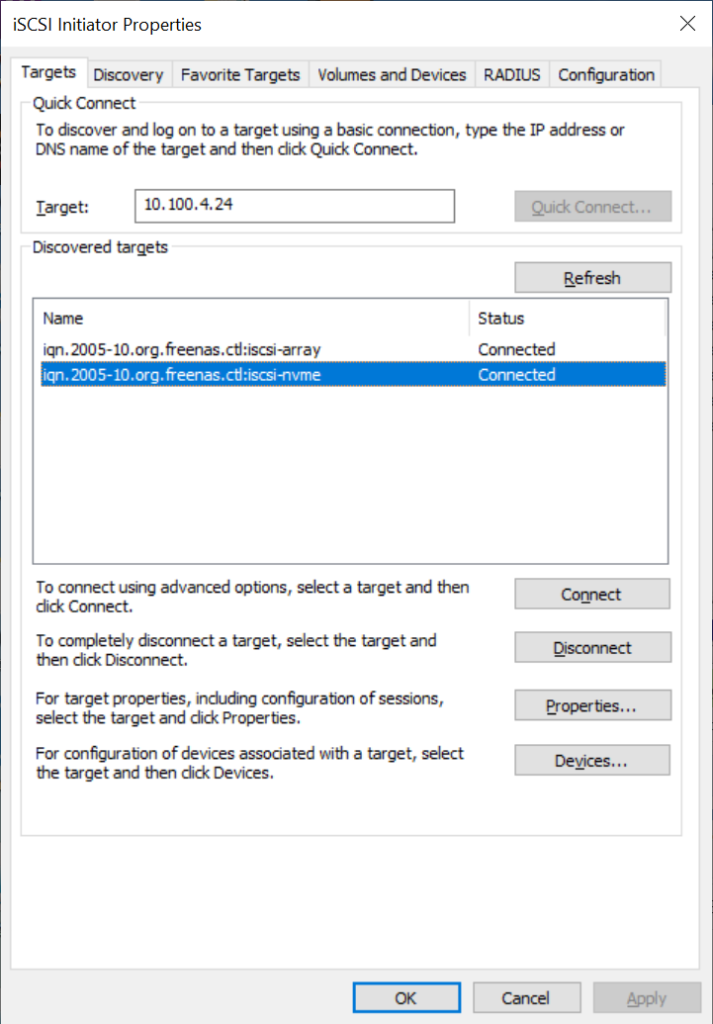 iSCSI Initiator Properties
Targets
Discovery
Favorite Targets
Volumes and Devices
RADIUS
Configuration
Quick Connect
To discover and log on to a target using a basic connection, type the IP address or
DNS name of the target and then click Quick Connect.
Target:
10.100.4.24
Quick Connect...
Discovered targets
Refresh
Name
Status
iqn.2005-10.org.freenas.ctl:iscsi-array
Connected
iqn.2005-10.org.freenas.ctl:iscsi-nvme
Connected
To connect using advanced options, select a target and then
click Connect.
Connect
To completely disconnect a target, select the target and
then click Disconnect.
Disconnect
For target properties, including configuration of sessions,
select the target and click Properties.
Properties...
For configuration of devices associated with a target, select
the target and then click Devices.
Devices...
OK
Cancel
Apply